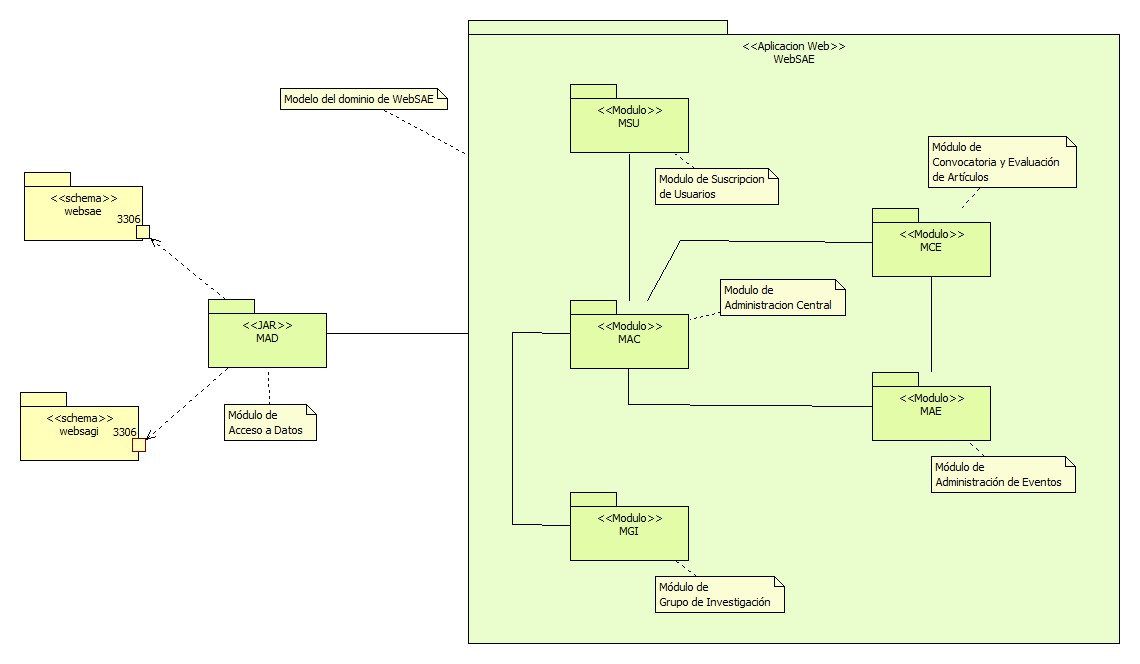 <<Aplicacion Web>>
WebSAE
Modelo del dominio de WebSAE
<<Modulo>>
MSU
Modulo de Suscripcion
de Usuarios
Módulo de
Convocatoria y Evaluación
de Artículos
<<schema>>
websae
3306
<<Modulo>>
MCE
Modulo de
Administracion Central
<<JAR>>
MAD
<<Modulo>>
MAC
Módulo de
Acceso a Datos
<<schema>>
websagi
3306
<<Modulo>>
MAE
Módulo de
Administración de Eventos
<<Modulo>>
MGI
Módulo de
Grupo de Investigación